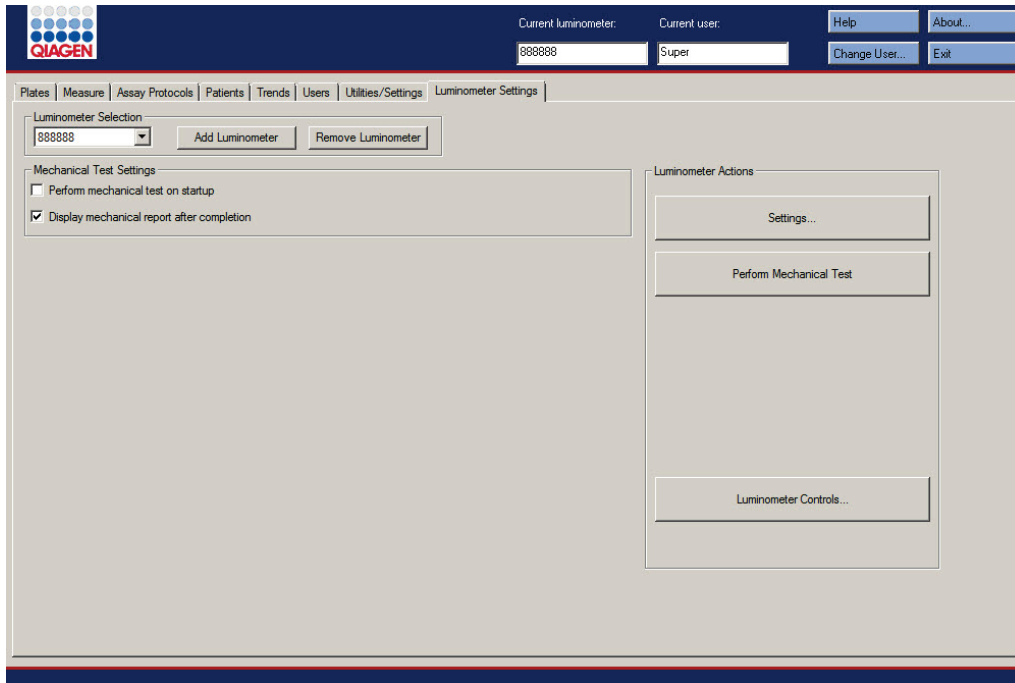 QIAGEN
Current luminometer: Current user: Help About...
888888 Super Change User... Exit
Plates Measure Assay Protocols Patients Trends Users Utilities/Settings Luminometer Settings
Luminometer Selection
888888 Add Luminometer Remove Luminometer
Mechanical Test Settings
Perform mechanical test on startup
Display mechanical report after completion
Luminometer Actions
Settings...
Perform Mechanical Test
Luminometer Controls...